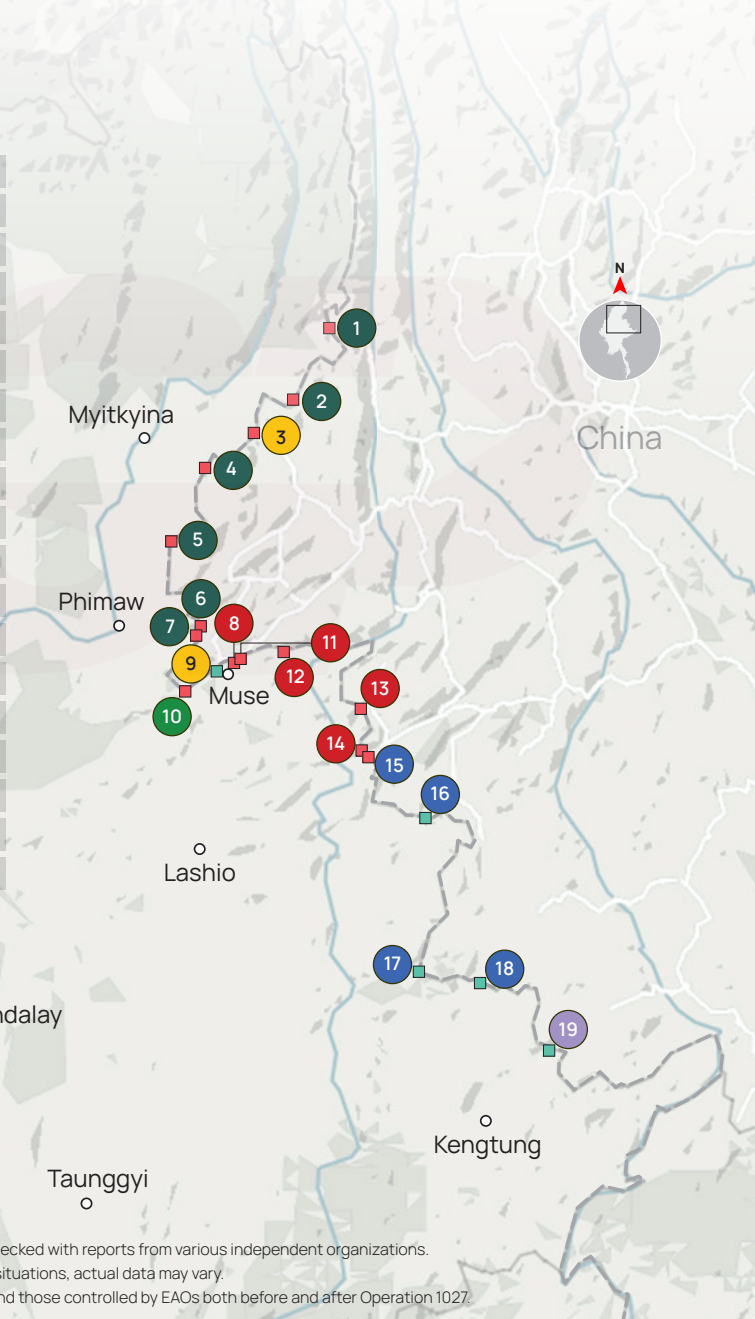 N
1
2
China
Myitkyina
3
4
5
Phimaw
6
7
8
11
9
12
Muse
13
10
14
15
16
Lashio
17
18
ndalay
19
Kengtung
Taunggyi
ecked with reports from various independent organizations.
situations, actual data may vary.
nd those controlled by EAOs both before and after Operation 1027.